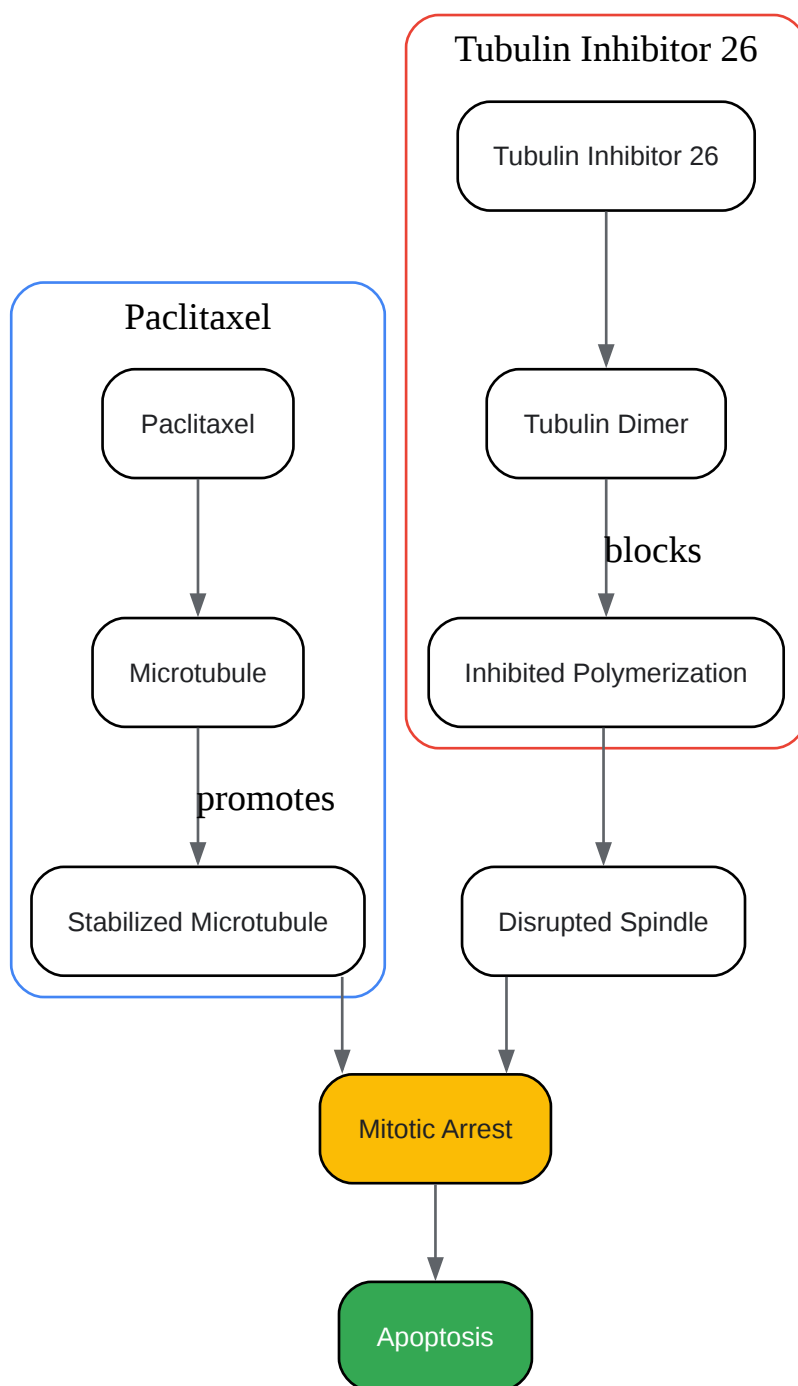 Tubulin Inhibitor 26
Tubulin Inhibitor 26
Paclitaxel
Paclitaxel
Tubulin Dimer
blocks
Microtubule
Inhibited Polymerization
promotes
Stabilized Microtubule
Disrupted Spindle
Mitotic Arrest
Apoptosis